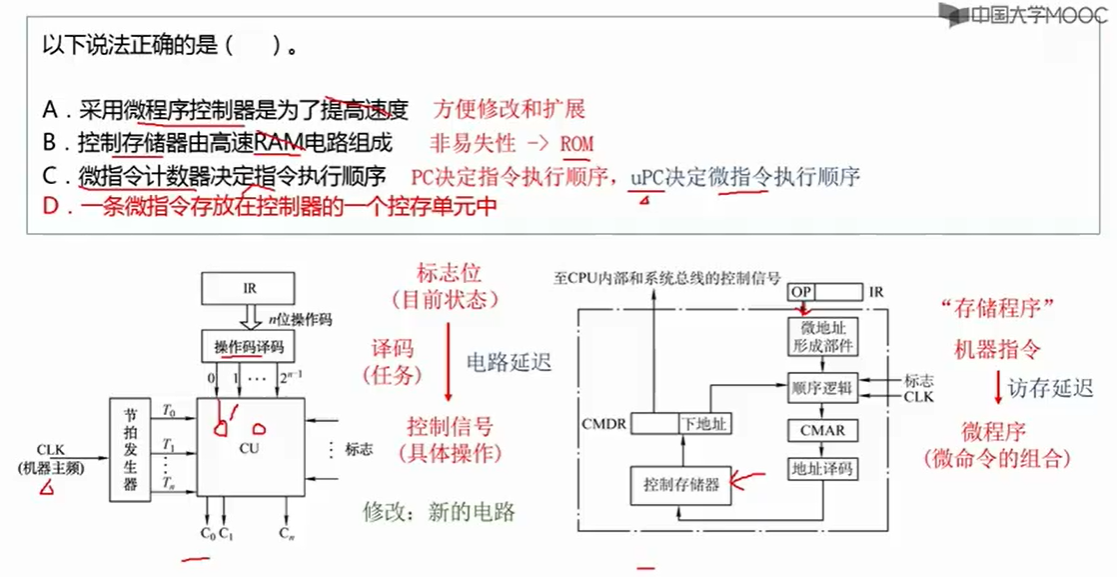 中国大学MOOC
以下说法正确的是（ ）。
A．采用微程序控制器是为了提高速度 方便修改和扩展
B．控制存储器由高速RAM电路组成 非易失性 -> ROM
C．微指令计数器决定指令执行顺序 PC决定指令执行顺序，uPC决定微指令执行顺序
D．一条微指令存放在控制器的一个控存单元中
IR
n位操作码
操作码译码
0 1 … 2ⁿ⁻¹
节拍发生器
T₀
T₁
⋮
Tₙ
CLK
(机器主频)
CU
⋮ 标志
C₀ C₁ Cₙ
标志位
(目前状态)
译码
(任务)
电路延迟
控制信号
(具体操作)
修改：新的电路
至CPU内部和系统总线的控制信号
OP IR
微地址
形成部件
顺序逻辑
标志
CLK
CMDR 下地址
CMAR
地址译码
控制存储器
“存储程序”
机器指令
访存延迟
微程序
(微命令的组合)